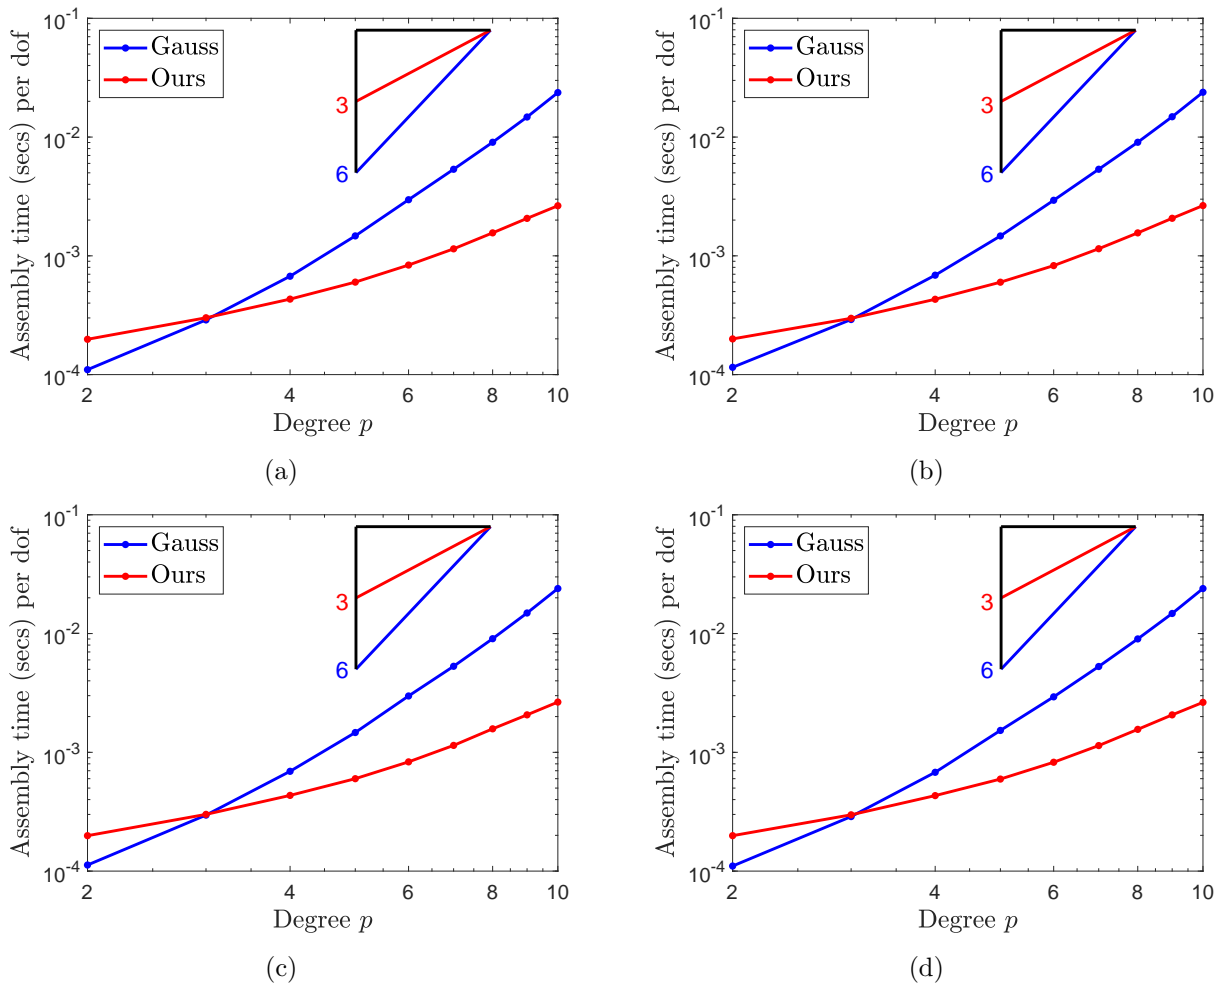 Assembly time (secs) per dof
10^-1
10^-2
10^-3
10^-4
Gauss
Ours
3
6
2 4 6 8 10
Degree p
(a)
Assembly time (secs) per dof
10^-1
10^-2
10^-3
10^-4
Gauss
Ours
3
6
2 4 6 8 10
Degree p
(b)
Assembly time (secs) per dof
10^-1
10^-2
10^-3
10^-4
Gauss
Ours
3
6
2 4 6 8 10
Degree p
(c)
Assembly time (secs) per dof
10^-1
10^-2
10^-3
10^-4
Gauss
Ours
3
6
2 4 6 8 10
Degree p
(d)